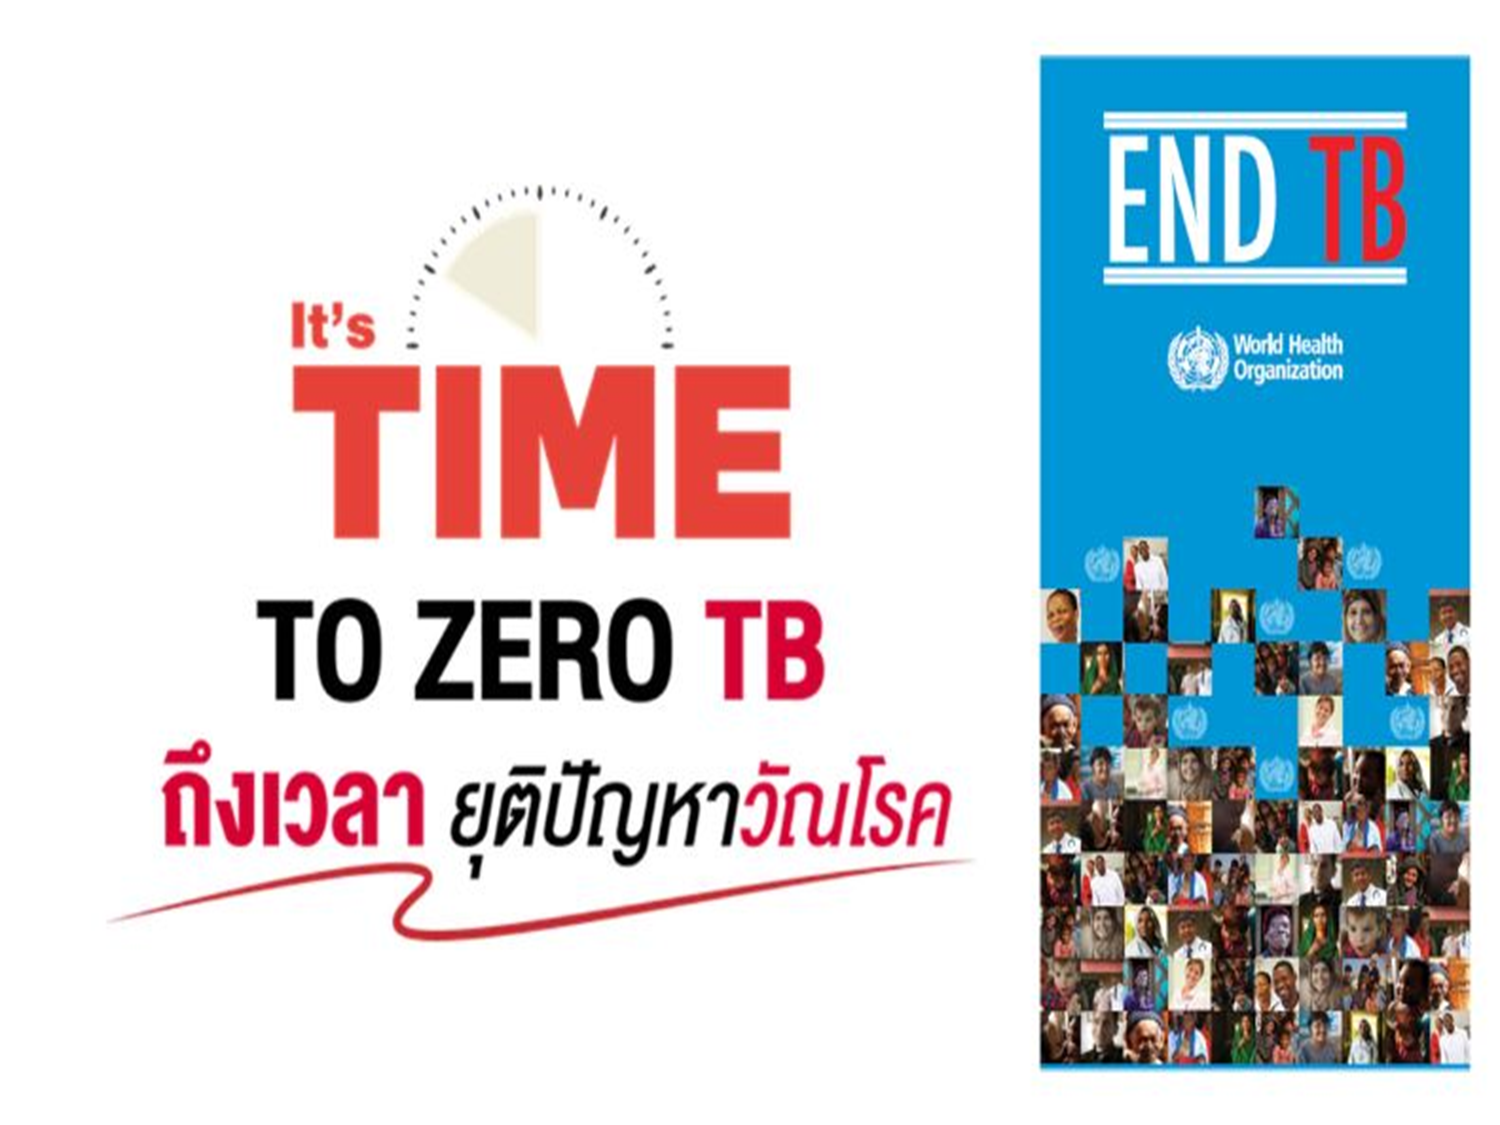 It's
TIME
TO ZERO TB
ถึงเวลา ยุติปัญหาวัณโรค
END TB
World Health
Organization